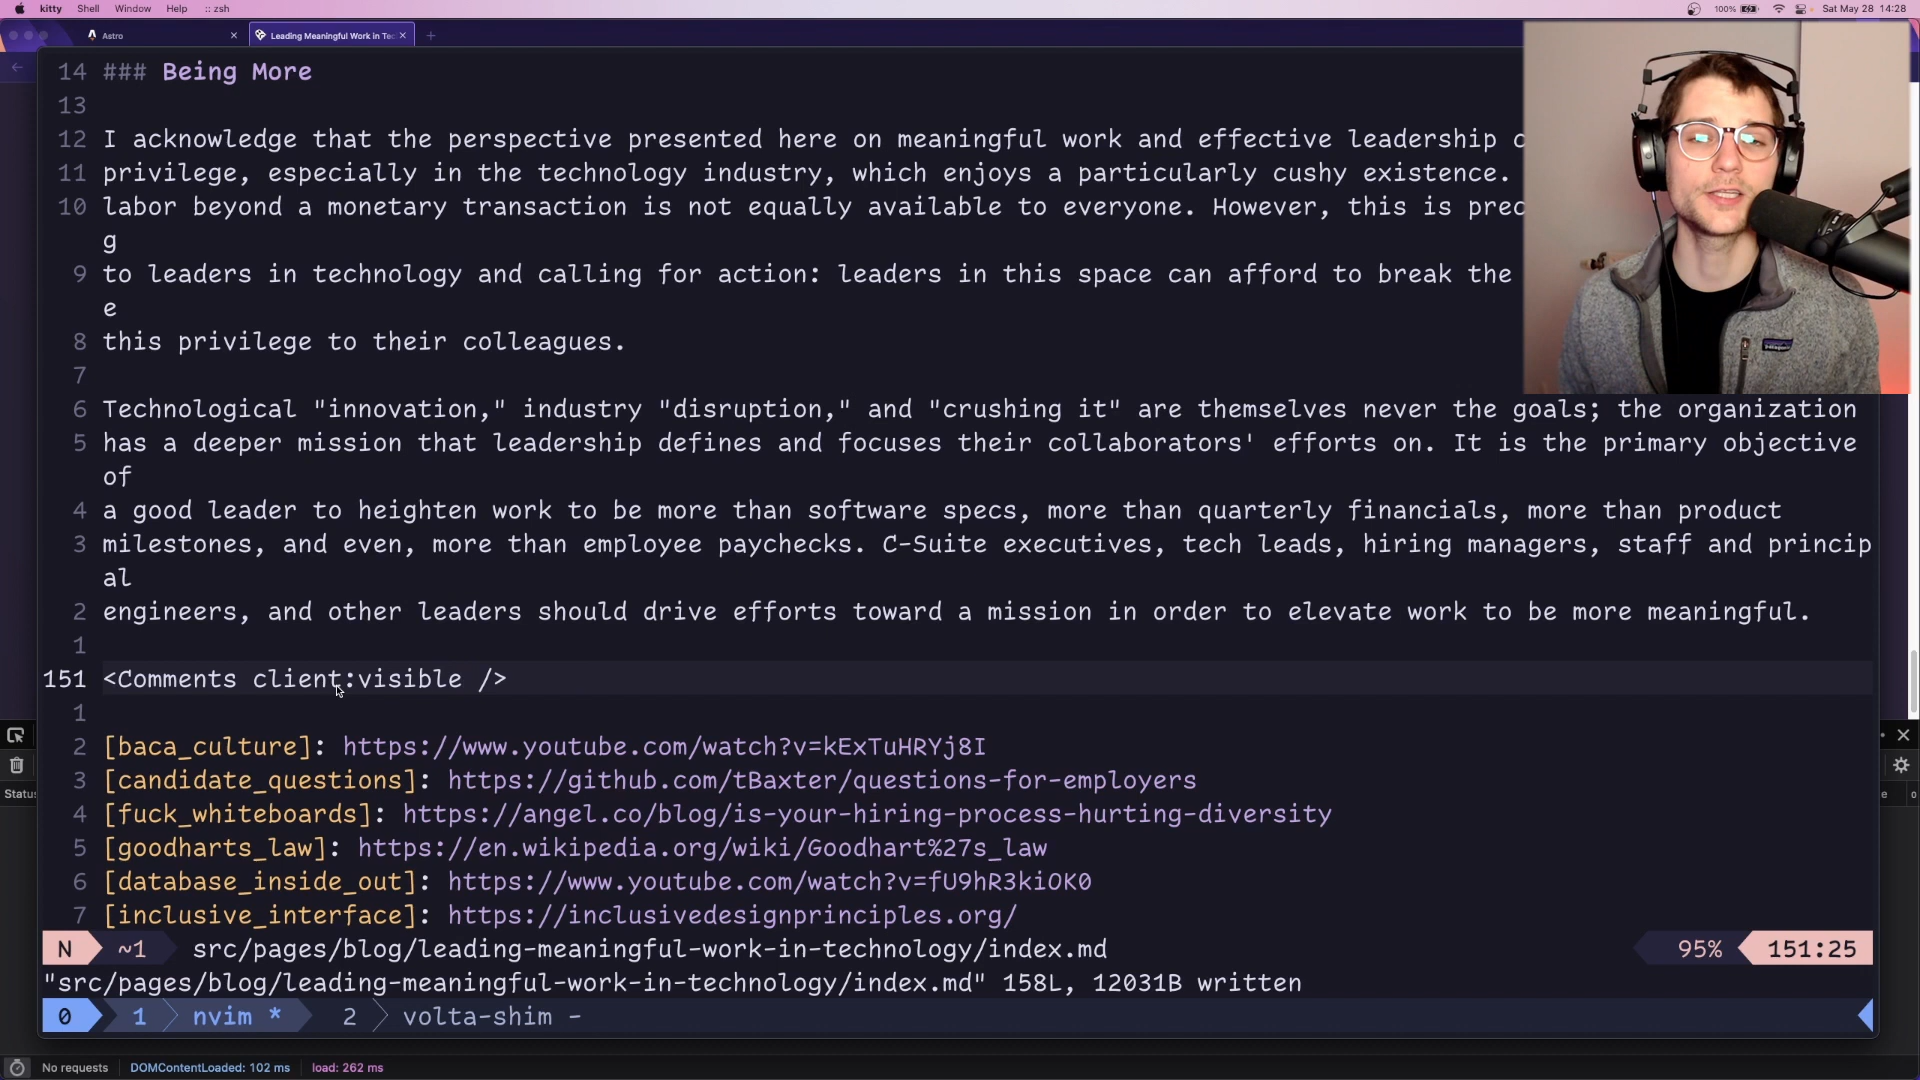 kitty Shell Window Help :: zsh 100% Sat May 28 14:28
Astro Leading Meaningful Work in Tec
14 ### Being More
13
12 I acknowledge that the perspective presented here on meaningful work and effective leadership c
11 privilege, especially in the technology industry, which enjoys a particularly cushy existence.
10 labor beyond a monetary transaction is not equally available to everyone. However, this is prec
g
9 to leaders in technology and calling for action: leaders in this space can afford to break the
e
8 this privilege to their colleagues.
7
6 Technological "innovation," industry "disruption," and "crushing it" are themselves never the goals; the organization
5 has a deeper mission that leadership defines and focuses their collaborators' efforts on. It is the primary objective
of
4 a good leader to heighten work to be more than software specs, more than quarterly financials, more than product
3 milestones, and even, more than employee paychecks. C-Suite executives, tech leads, hiring managers, staff and princip
al
2 engineers, and other leaders should drive efforts toward a mission in order to elevate work to be more meaningful.
1
151 <Comments client:visible />
1
2 [baca_culture]: https://www.youtube.com/watch?v=kExTuHRYj8I
3 [candidate_questions]: https://github.com/tBaxter/questions-for-employers
Status
4 [fuck_whiteboards]: https://angel.co/blog/is-your-hiring-process-hurting-diversity
5 [goodharts_law]: https://en.wikipedia.org/wiki/Goodhart%27s_law
6 [database_inside_out]: https://www.youtube.com/watch?v=fU9hR3kiOK0
7 [inclusive_interface]: https://inclusivedesignprinciples.org/
N ~1 src/pages/blog/leading-meaningful-work-in-technology/index.md 95% 151:25
"src/pages/blog/leading-meaningful-work-in-technology/index.md" 158L, 12031B written
0 1 nvim * 2 volta-shim -
No requests DOMContentLoaded: 102 ms load: 262 ms